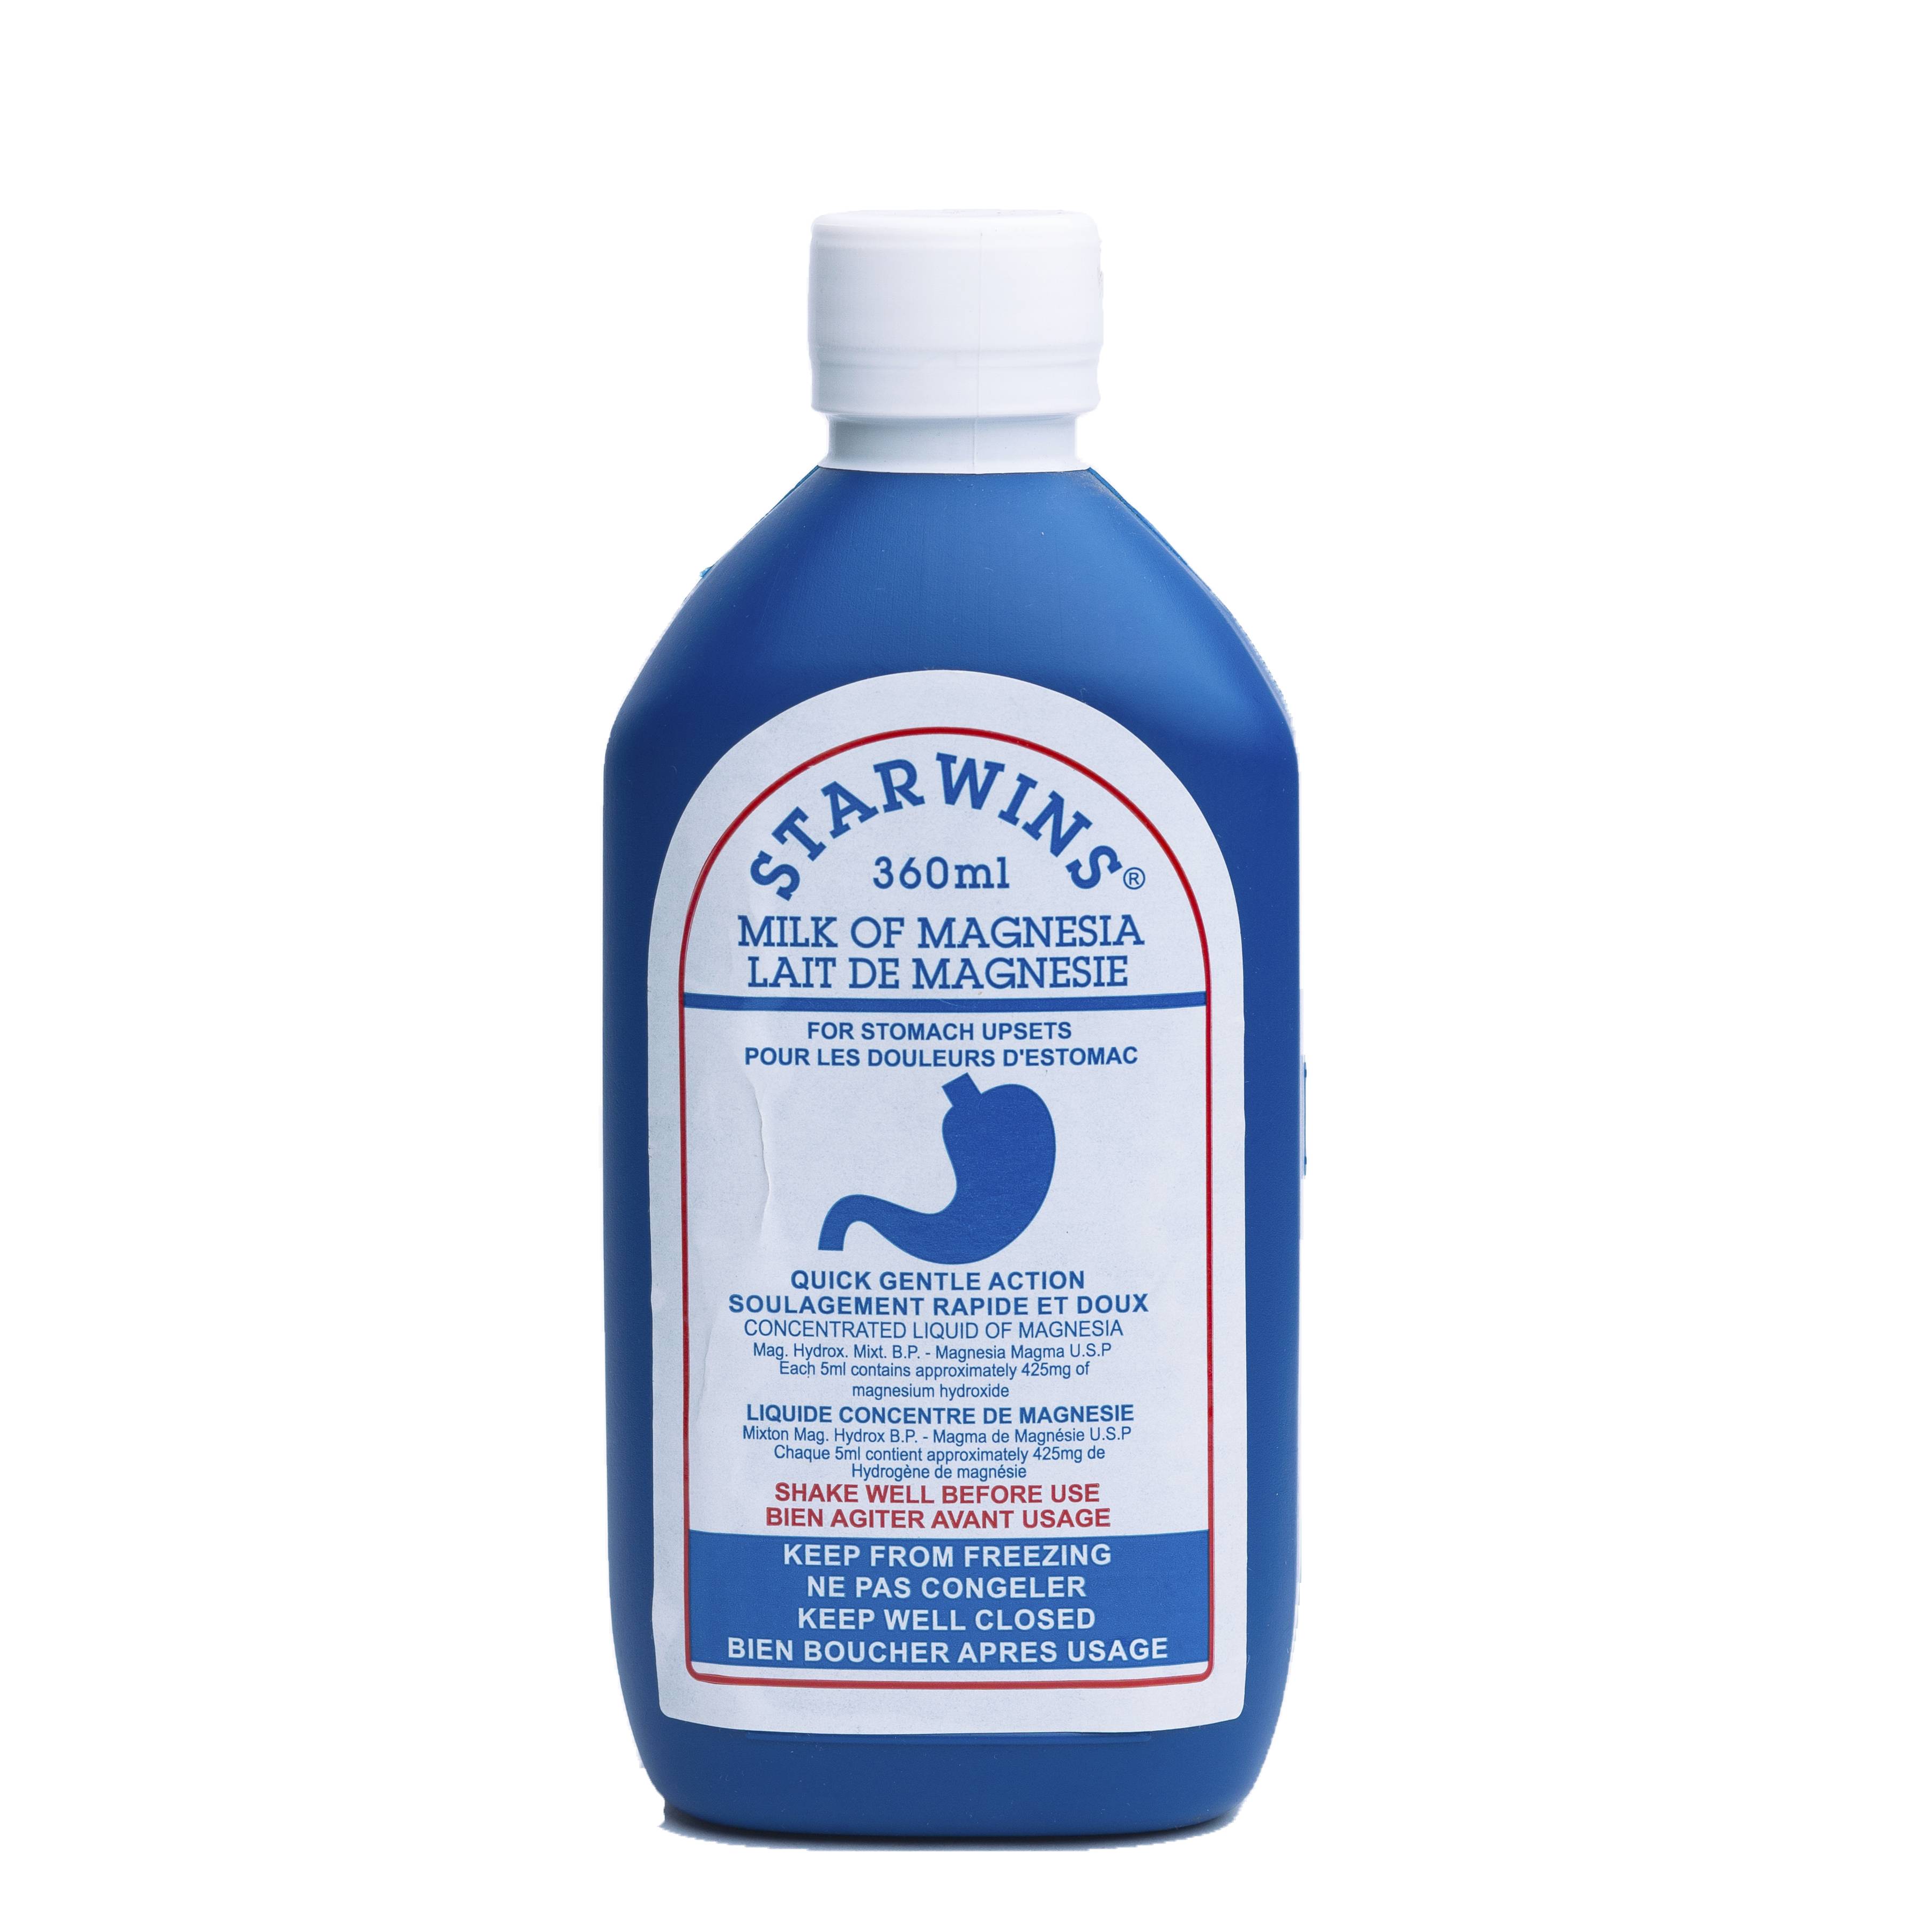 STARWINS®
360ml
MILK OF MAGNESIA
LAIT DE MAGNESIE
FOR STOMACH UPSETS
POUR LES DOULEURS D'ESTOMAC
QUICK GENTLE ACTION
SOULAGEMENT RAPIDE ET DOUX
CONCENTRATED LIQUID OF MAGNESIA
Mag. Hydrox. Mixt. B.P. - Magnesia Magma U.S.P
Each 5ml contains approximately 425mg of
magnesium hydroxide
LIQUIDE CONCENTRE DE MAGNESIE
Mixton Mag. Hydrox B.P. - Magma de Magnésie U.S.P
Chaque 5ml contient approximately 425mg de
Hydrogène de magnésie
SHAKE WELL BEFORE USE
BIEN AGITER AVANT USAGE
KEEP FROM FREEZING
NE PAS CONGELER
KEEP WELL CLOSED
BIEN BOUCHER APRES USAGE